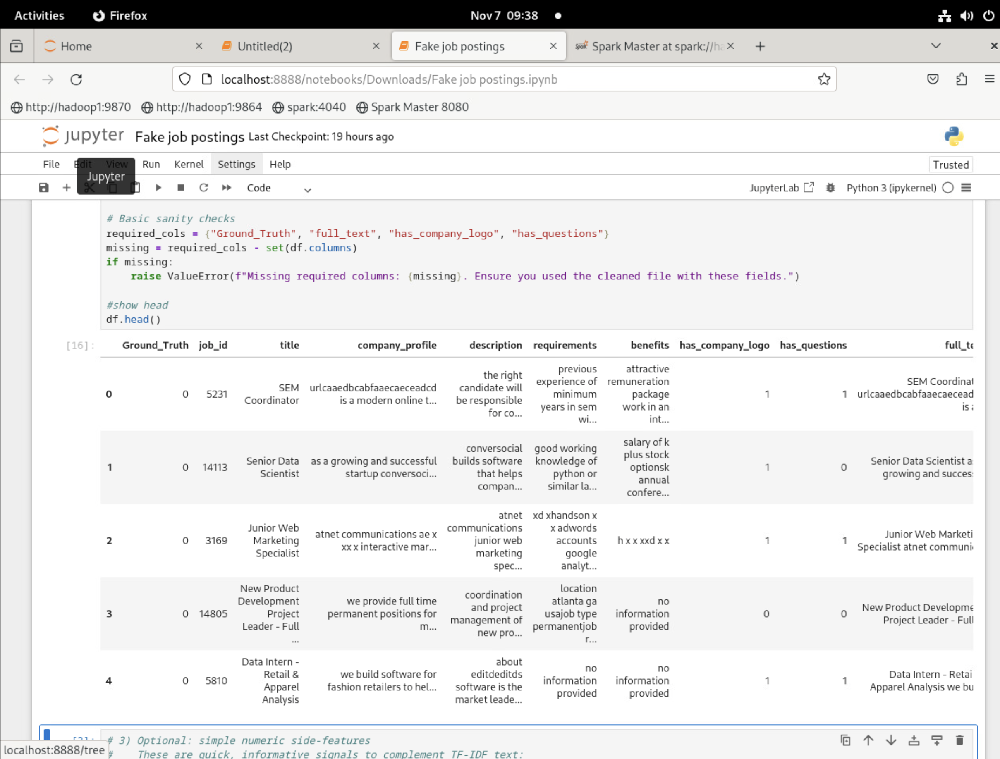 Activities Firefox Nov 7 09:38
Home Untitled(2) Fake job postings Spark Master at spark://ha
localhost:8888/notebooks/Downloads/Fake job postings.ipynb
http://hadoop1:9870 http://hadoop1:9864 spark:4040 Spark Master 8080
jupyter Fake job postings Last Checkpoint: 19 hours ago
File Edit View Run Kernel Settings Help Trusted
Jupyter
Code JupyterLab Python 3 (ipykernel)
# Basic sanity checks
required_cols = {"Ground_Truth", "full_text", "has_company_logo", "has_questions"}
missing = required_cols - set(df.columns)
if missing:
    raise ValueError(f"Missing required columns: {missing}. Ensure you used the cleaned file with these fields.")
#show head
df.head()
[16]: Ground_Truth job_id title company_profile description requirements benefits has_company_logo has_questions full_te
0 0 5231
SEM
Coordinator
urlcaaedbcabfaaecaeceadcd
is a modern online t...
the right
candidate will
be responsible
for co...
previous
experience of
minimum
years in sem
wi...
attractive
remuneration
package
work in an
int...
1 1
SEM Coordinat
urlcaaedbcabfaaecaecead
is
1 0 14113
Senior Data
Scientist
as a growing and successful
startup conversoci...
conversocial
builds software
that helps
compan...
good working
knowledge of
python or
similar la...
salary of k
plus stock
optionsk
annual
confere...
1 0
Senior Data Scientist a
growing and succes
2 0 3169
Junior Web
Marketing
Specialist
atnet communications ae x
xx x interactive mar...
atnet
communications
junior web
marketing
spec...
xd xhandson x
x adwords
accounts
google
analyt...
h x x xxd x x
1 1
Junior Web Marketi
Specialist atnet communi
3 0 14805
New Product
Development
Project
Leader - Full
...
we provide full time
permanent positions for
m...
coordination
and project
management of
new pro...
location
atlanta ga
usajob type
permanentjob
r...
no
information
provided
0 0
New Product Developme
Project Leader - Full
4 0 5810
Data Intern -
Retail &
Apparel
Analysis
we build software for
fashion retailers to hel...
about
editdeditds
software is the
market leade...
no
information
provided
no
information
provided
1 1
Data Intern - Retai
Apparel Analysis we bu
# 3) Optional: simple numeric side-features
#    These are quick, informative signals to complement TF-IDF text:
localhost:8888/tree